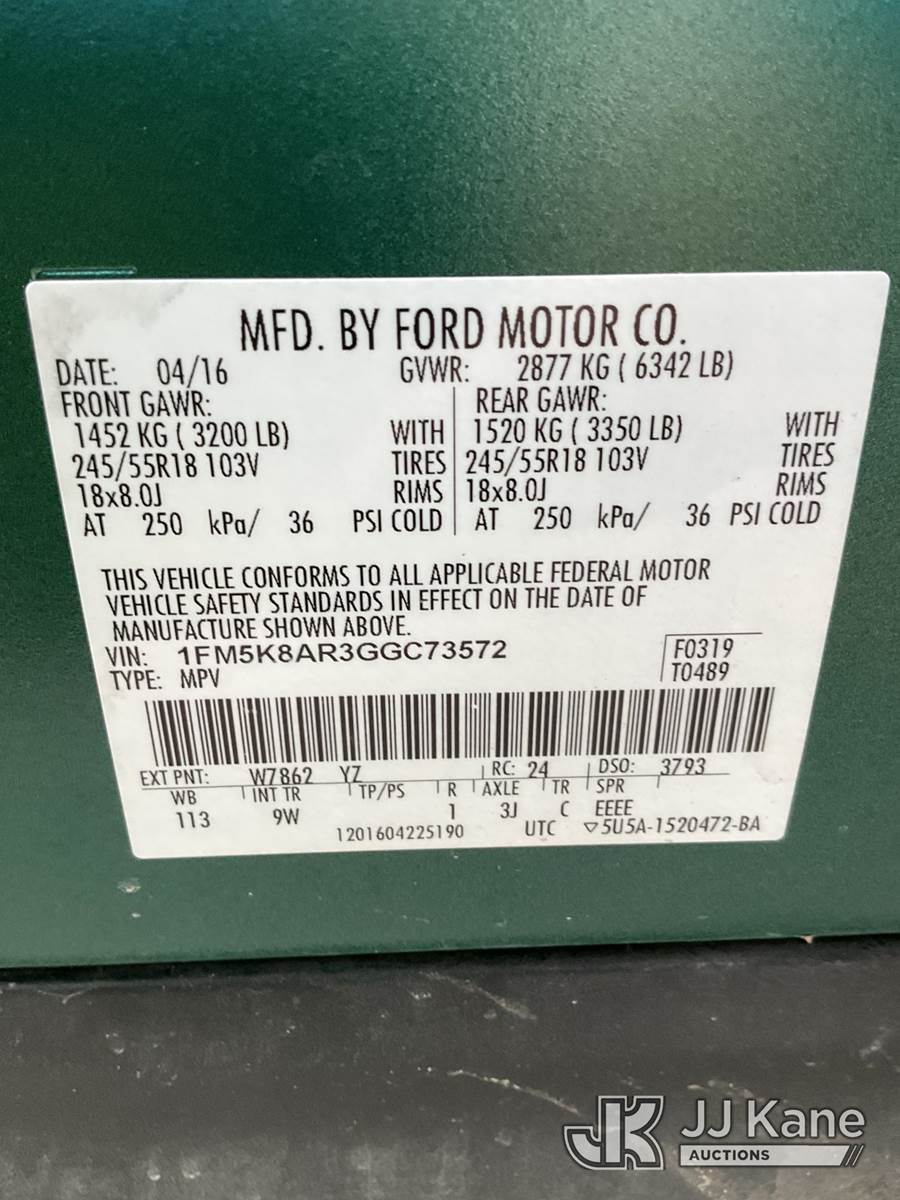 MFD. BY FORD MOTOR CO.
DATE: 04/16 GVWR: 2877 KG ( 6342 LB)
FRONT GAWR: REAR GAWR:
1452 KG ( 3200 LB) WITH 1520 KG ( 3350 LB) WITH
245/55R18 103V TIRES 245/55R18 103V TIRES
18x8.0J RIMS 18x8.0J RIMS
AT 250 kPa/ 36 PSI COLD AT 250 kPa/ 36 PSI COLD
THIS VEHICLE CONFORMS TO ALL APPLICABLE FEDERAL MOTOR
VEHICLE SAFETY STANDARDS IN EFFECT ON THE DATE OF
MANUFACTURE SHOWN ABOVE.
VIN: 1FM5K8AR3GGC73572 F0319
TYPE: MPV T0489
EXT PNT: W7862 YZ RC: 24 DSO: 3793
WB INT TR TP/PS R AXLE TR SPR
113 9W 1 3J C EEEE
1201604225190 UTC ▽5U5A-1520472-BA
JK JJ Kane
AUCTIONS